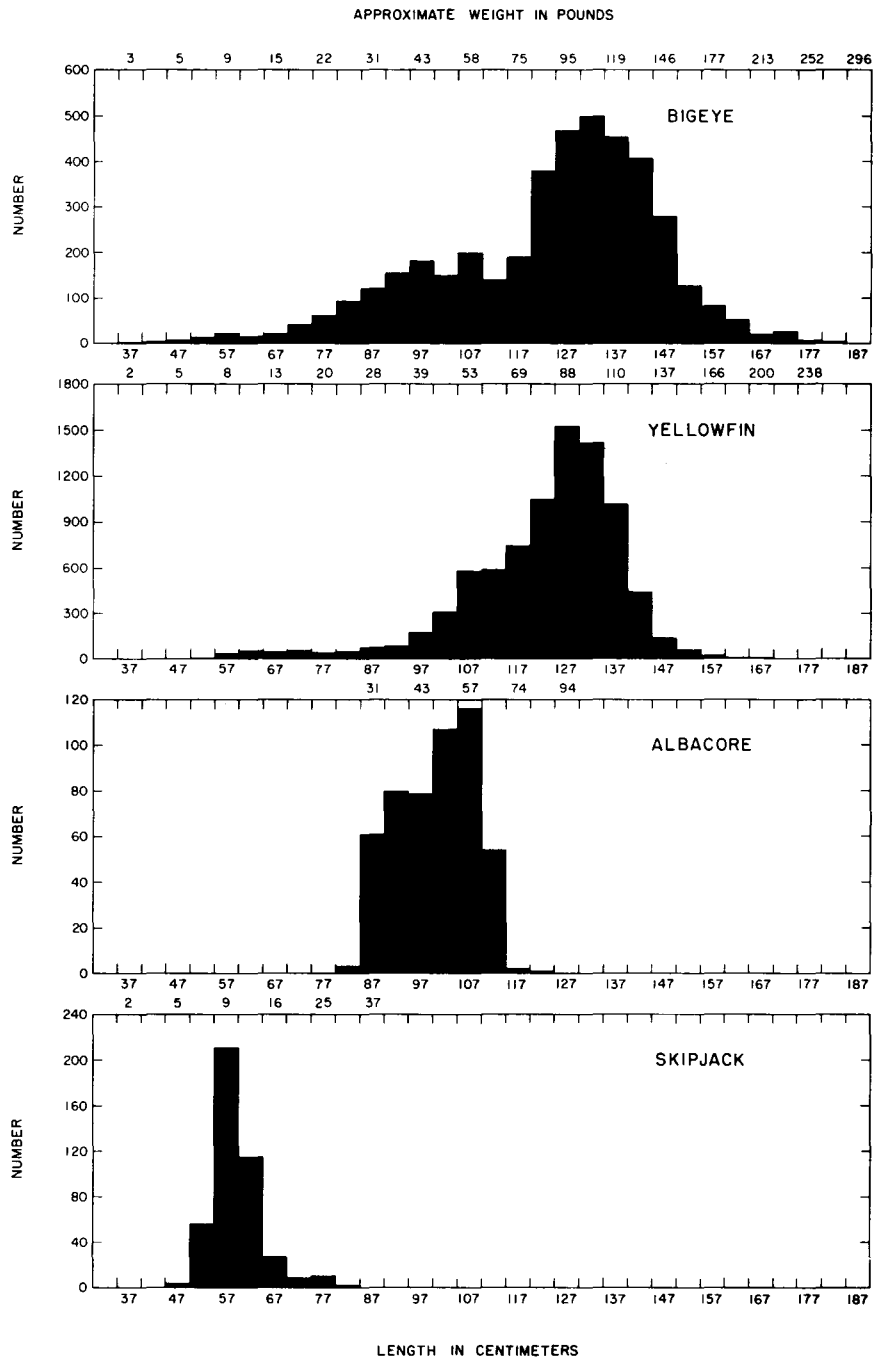 APPROXIMATE WEIGHT IN POUNDS
3 5 9 15 22 31 43 58 75 95 119 146 177 213 252 296
600
500
400
300
200
100
0
NUMBER
BIGEYE
37 47 57 67 77 87 97 107 117 127 137 147 157 167 177 187
2 5 8 13 20 28 39 53 69 88 110 137 166 200 238
1800
1500
1200
900
600
300
0
NUMBER
YELLOWFIN
37 47 57 67 77 87 97 107 117 127 137 147 157 167 177 187
31 43 57 74 94
120
100
80
60
40
20
0
NUMBER
ALBACORE
37 47 57 67 77 87 97 107 117 127 137 147 157 167 177 187
2 5 9 16 25 37
240
200
160
120
80
40
0
NUMBER
SKIPJACK
37 47 57 67 77 87 97 107 117 127 137 147 157 167 177 187
LENGTH IN CENTIMETERS